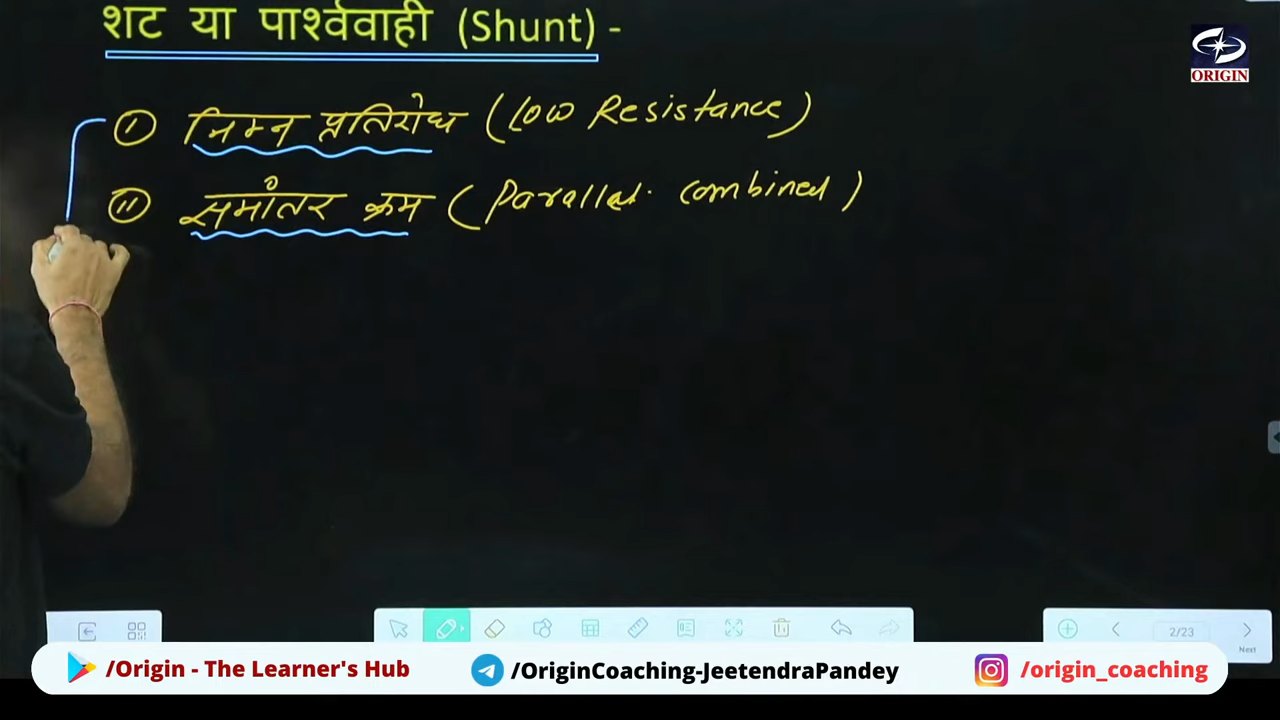 शट या पार्श्ववाही (Shunt) -
ORIGIN
① निम्न प्रतिरोध (Low Resistance)
② समांतर क्रम (Parallel. combined)
2/23
Next
/Origin - The Learner's Hub
/OriginCoaching-JeetendraPandey
/origin_coaching